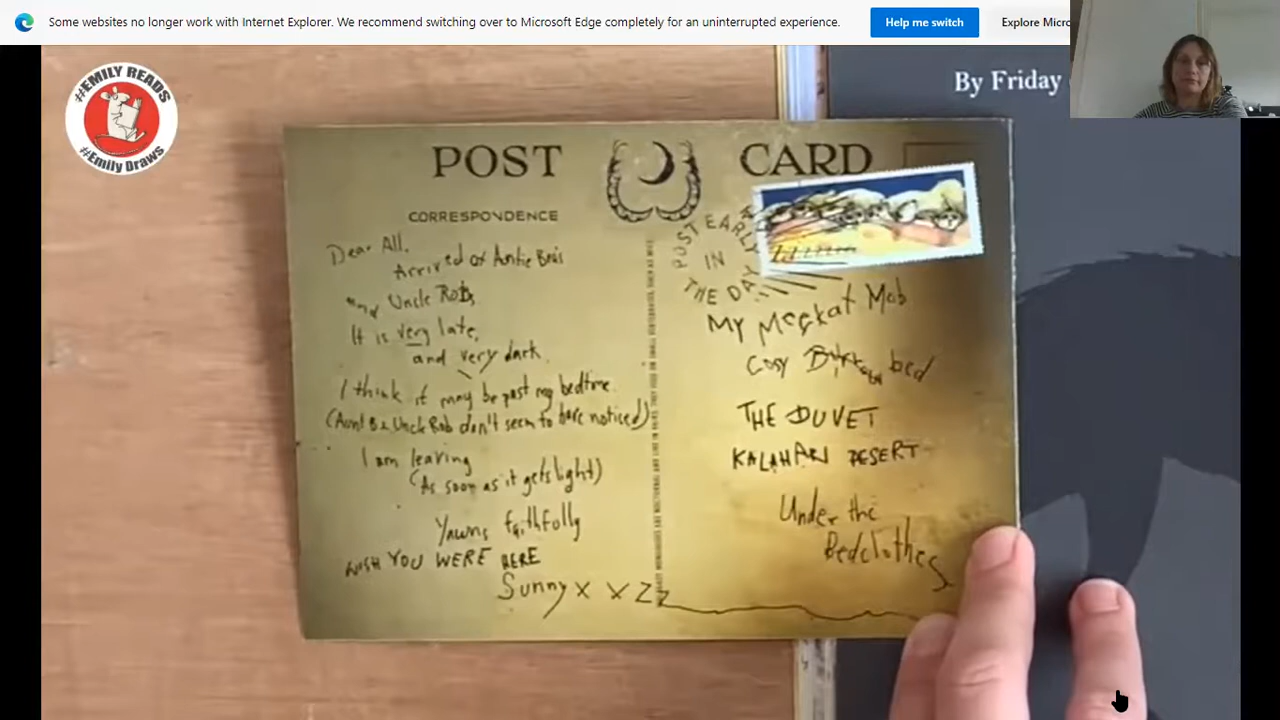 Some websites no longer work with Internet Explorer. We recommend switching over to Microsoft Edge completely for an uninterrupted experience.
Help me switch
Explore Micro
#EMILY READS
#Emily Draws
By Friday
POST CARD
CORRESPONDENCE
POST EARLY
IN
THE DAY
Dear All,
Arrived at Antie Bea's
and Uncle Rob's,
It is very late,
and very dark.
I think it may be past my bedtime.
(Aunt Be & Uncle Rob don't seem to have noticed)
I am leaving
(As soon as it gets light)
Yawns faithfully
WISH YOU WERE HERE
Sunny x x Zz
My Meerkat Mob
Cosy Burrow bed
THE DUVET
KALAHARI DESERT
Under the
Bedclothes